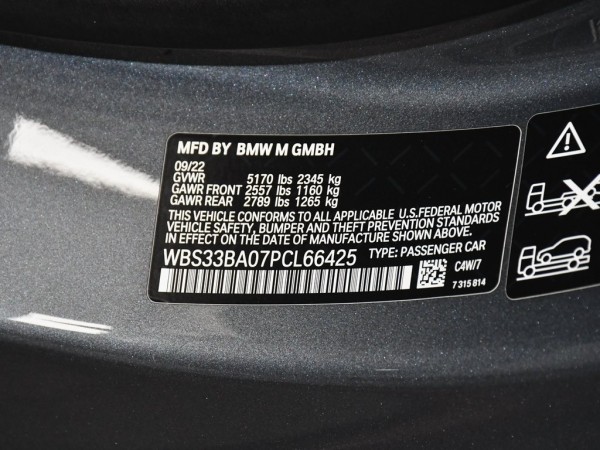 MFD BY BMW M GMBH
09/22
GVWR 5170 lbs 2345 kg
GAWR FRONT 2557 lbs 1160 kg
GAWR REAR 2789 lbs 1265 kg
THIS VEHICLE CONFORMS TO ALL APPLICABLE U.S.FEDERAL MOTOR
VEHICLE SAFETY, BUMPER AND THEFT PREVENTION STANDARDS
IN EFFECT ON THE DATE OF MANUFACTURE SHOWN ABOVE.
WBS33BA07PCL66425 TYPE: PASSENGER CAR
C4W/7
7 315 814